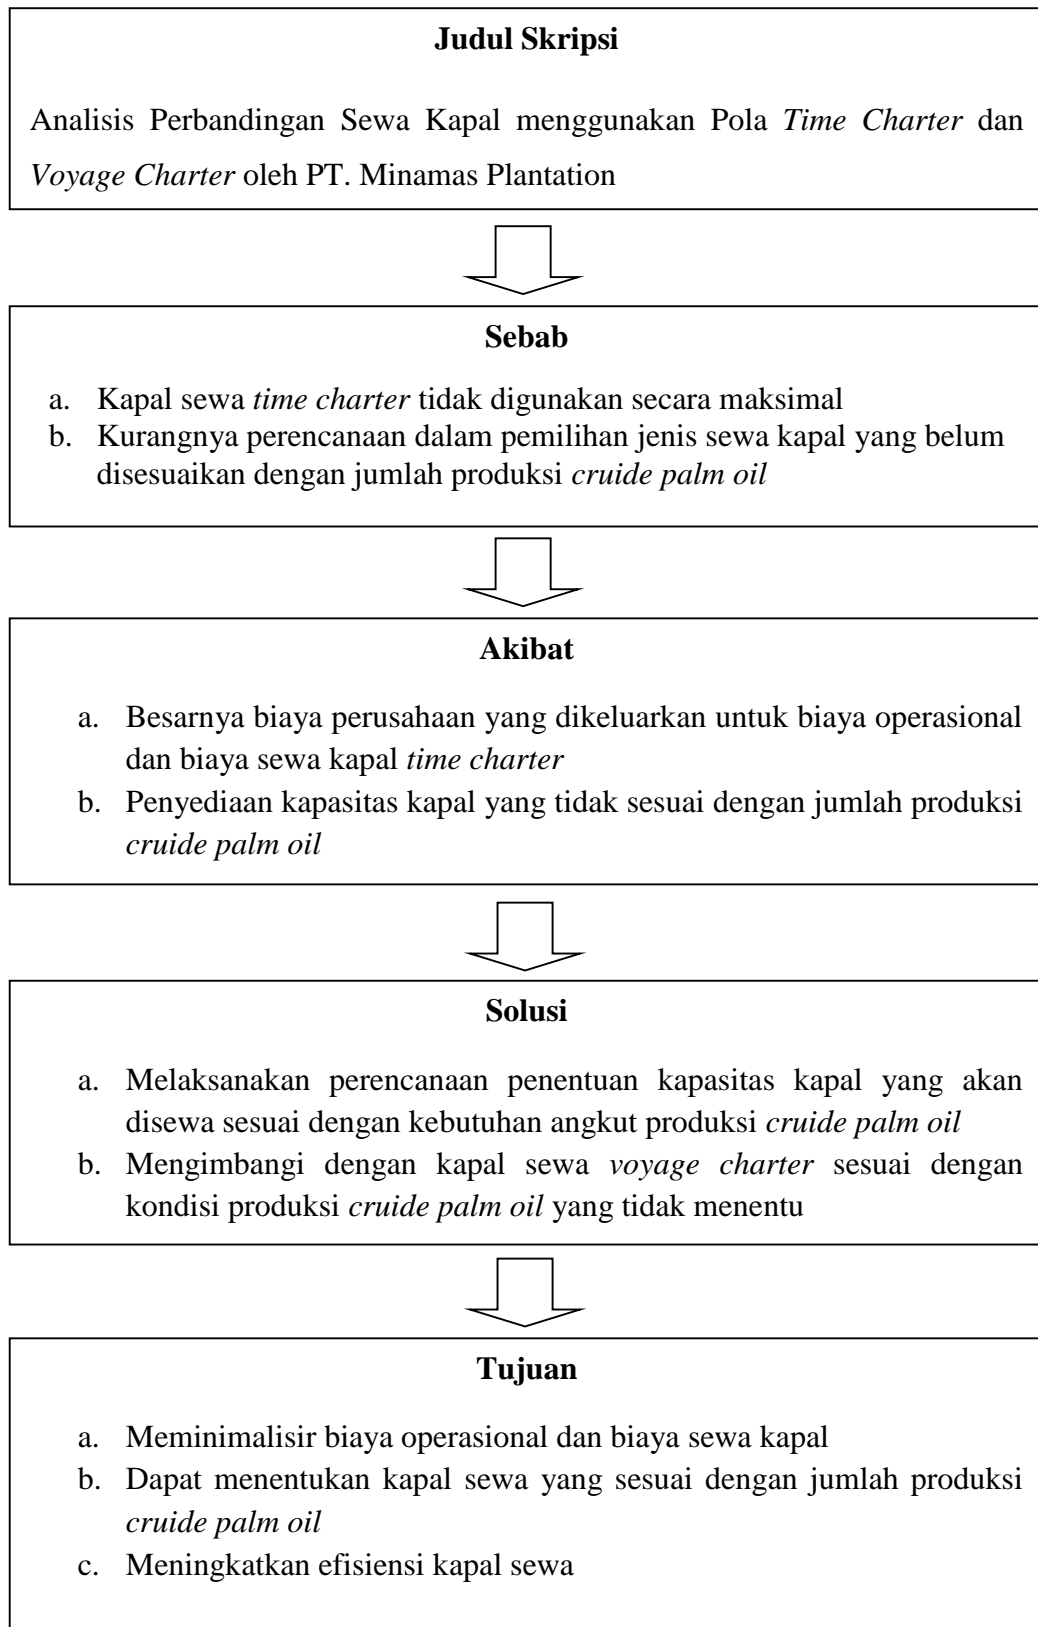 Judul Skripsi
Analisis Perbandingan Sewa Kapal menggunakan Pola Time Charter dan
Voyage Charter oleh PT. Minamas Plantation
Sebab
a. Kapal sewa time charter tidak digunakan secara maksimal
b. Kurangnya perencanaan dalam pemilihan jenis sewa kapal yang belum
disesuaikan dengan jumlah produksi cruide palm oil
Akibat
a. Besarnya biaya perusahaan yang dikeluarkan untuk biaya operasional
dan biaya sewa kapal time charter
b. Penyediaan kapasitas kapal yang tidak sesuai dengan jumlah produksi
cruide palm oil
Solusi
a. Melaksanakan perencanaan penentuan kapasitas kapal yang akan
disewa sesuai dengan kebutuhan angkut produksi cruide palm oil
b. Mengimbangi dengan kapal sewa voyage charter sesuai dengan
kondisi produksi cruide palm oil yang tidak menentu
Tujuan
a. Meminimalisir biaya operasional dan biaya sewa kapal
b. Dapat menentukan kapal sewa yang sesuai dengan jumlah produksi
cruide palm oil
c. Meningkatkan efisiensi kapal sewa